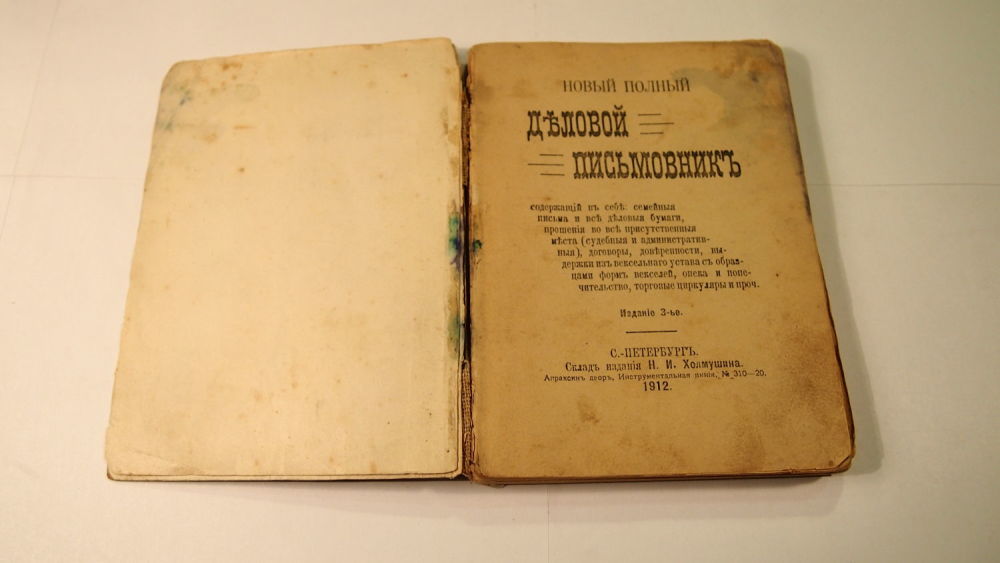 НОВЫЙ ПОЛНЫЙ
ДѢЛОВОЙ
ПИСЬМОВНИКЪ
содержащій въ себѣ: семейныя
письма и всѣ дѣловыя бумаги,
прошенія во всѣ присутственныя
мѣста (судебныя и административ-
ныя), договоры, довѣренности, вы-
держки изъ вексельнаго устава съ образ-
цами формъ векселей, опека и попе-
чительство, торговые циркуляры и проч.
Изданіе 3-ье.
С.-ПЕТЕРБУРГЪ.
Складъ изданія Н. И. Холмушина.
Апраксинъ дворъ, Инструментальная линія, № 310—20.
1912.